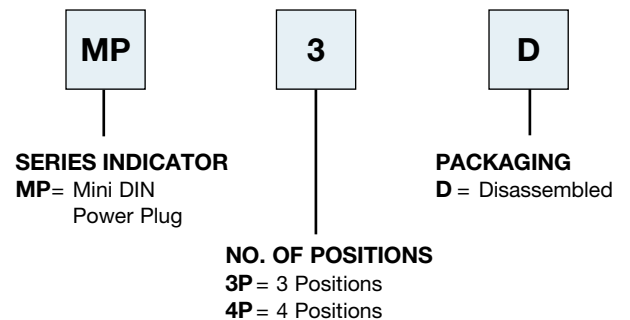 MP 3 D
SERIES INDICATOR
MP= Mini DIN
Power Plug
NO. OF POSITIONS
3P = 3 Positions
4P = 4 Positions
PACKAGING
D = Disassembled